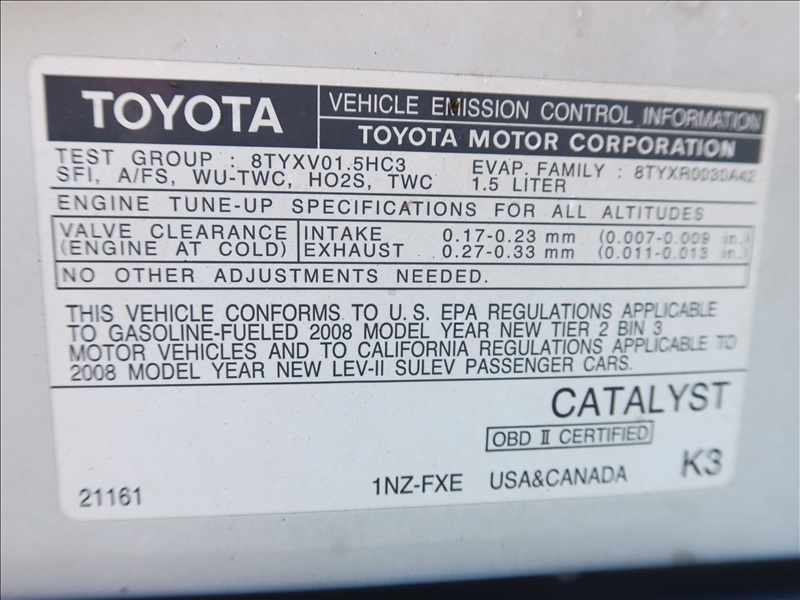 TOYOTA
VEHICLE EMISSION CONTROL INFORMATION
TOYOTA MOTOR CORPORATION
TEST GROUP : 8TYXV01.5HC3 EVAP. FAMILY : 8TYXR0030A42
SFI, A/FS, WU-TWC, HO2S, TWC 1.5 LITER
ENGINE TUNE-UP SPECIFICATIONS FOR ALL ALTITUDES
VALVE CLEARANCE INTAKE 0.17-0.23 mm (0.007-0.009 in.)
(ENGINE AT COLD) EXHAUST 0.27-0.33 mm (0.011-0.013 in.)
NO OTHER ADJUSTMENTS NEEDED.
THIS VEHICLE CONFORMS TO U.S. EPA REGULATIONS APPLICABLE
TO GASOLINE-FUELED 2008 MODEL YEAR NEW TIER 2 BIN 3
MOTOR VEHICLES AND TO CALIFORNIA REGULATIONS APPLICABLE TO
2008 MODEL YEAR NEW LEV-II SULEV PASSENGER CARS.
CATALYST
OBD II CERTIFIED
21161 1NZ-FXE USA&CANADA K3